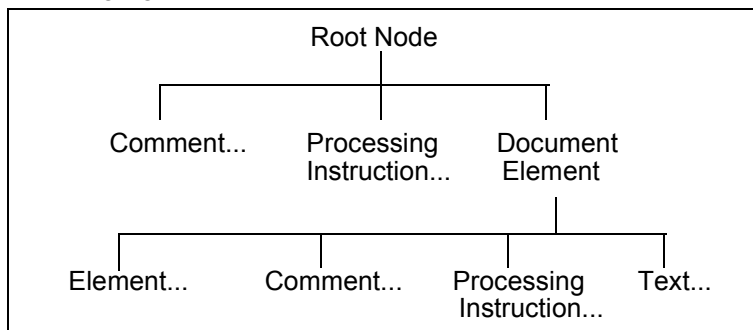 Root Node
Comment...
Processing
Instruction...
Document
Element
Element...
Comment...
Processing
Instruction...
Text...